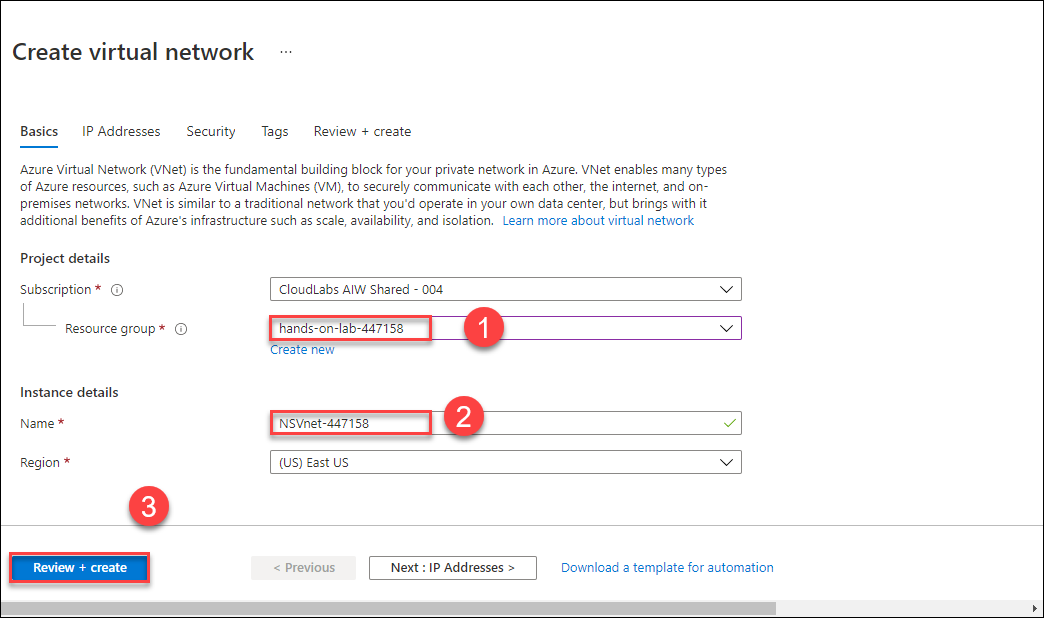 Create virtual network ...
Basics IP Addresses Security Tags Review + create
Azure Virtual Network (VNet) is the fundamental building block for your private network in Azure. VNet enables many types
of Azure resources, such as Azure Virtual Machines (VM), to securely communicate with each other, the internet, and on-
premises networks. VNet is similar to a traditional network that you'd operate in your own data center, but brings with it
additional benefits of Azure's infrastructure such as scale, availability, and isolation. Learn more about virtual network
Project details
Subscription * CloudLabs AIW Shared - 004
Resource group * hands-on-lab-447158 1
Create new
Instance details
Name * NSVnet-447158 2
Region * (US) East US
3
Review + create < Previous Next : IP Addresses > Download a template for automation